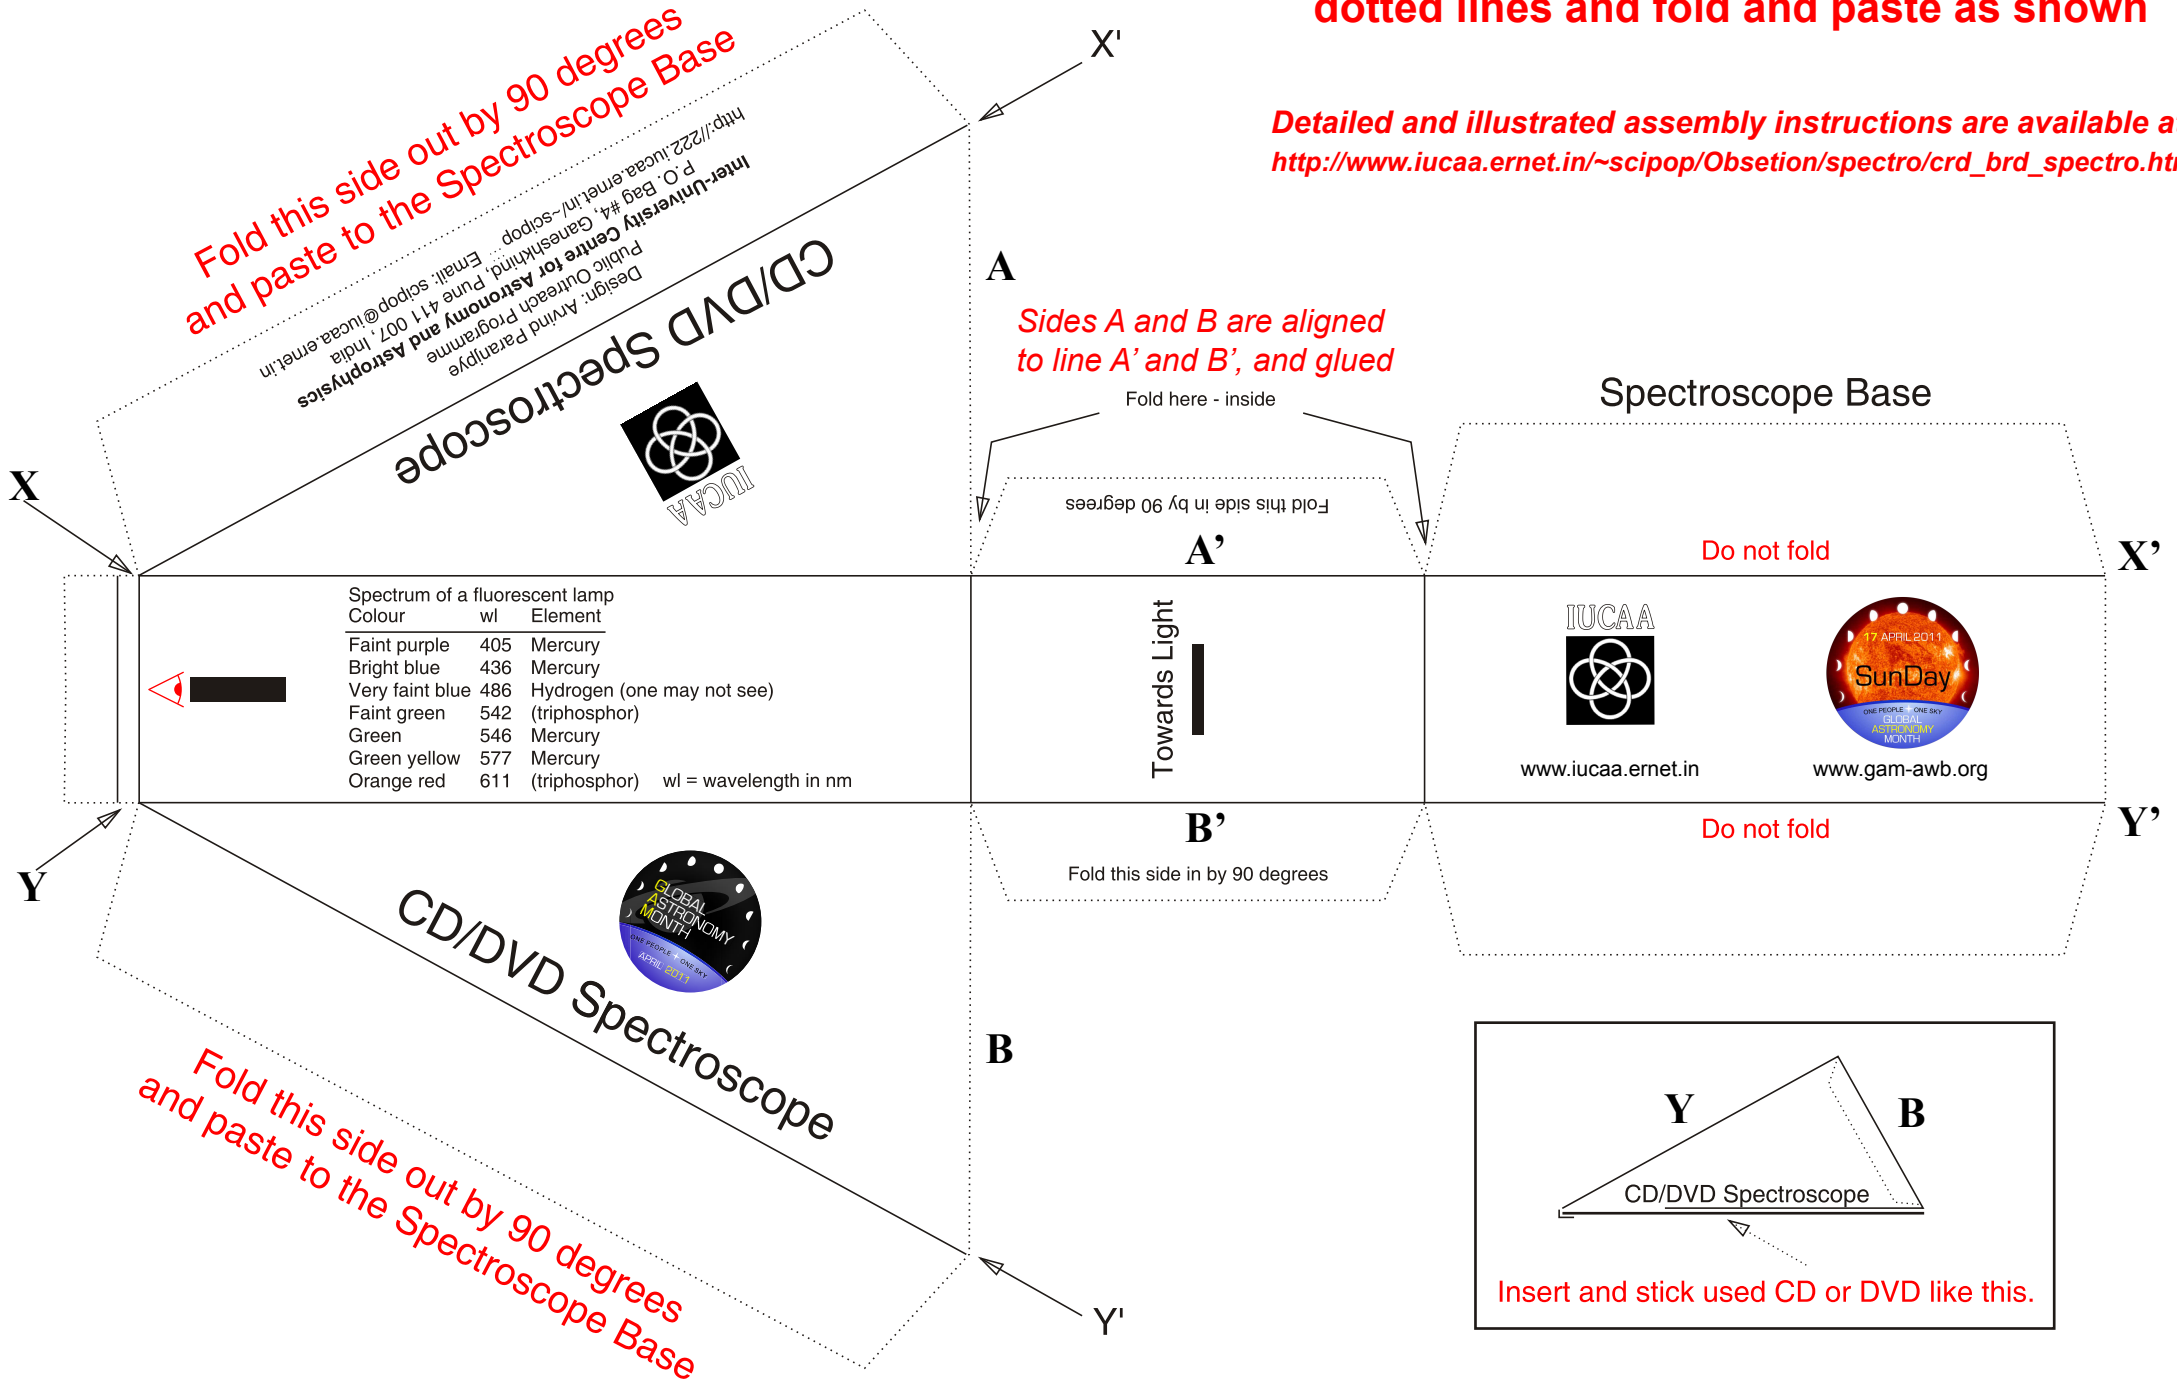 dotted lines and fold and paste as shown
Detailed and illustrated assembly instructions are available
http://www.iucaa.ernet.in/~scipop/Obsetion/spectro/crd_brd_spectro.htm
Fold this side out by 90 degrees
and paste to the Spectroscope Base
X'
http://222.iucaa.ernet.in/~scipop Email: scipop@iucaa.ernet.in
P.O. Bag #4, Ganeshkhind, Pune 411 007, India
Inter-University Centre for Astronomy and Astrophysics
Public Outreach Programme
Design: Arvind Paranjpye
CD/DVD Spectroscope
IUCAA
A
Sides A and B are aligned
to line A’ and B’, and glued
Fold here - inside
Spectroscope Base
X
Fold this side in by 90 degrees
A’
Do not fold
X’
Spectrum of a fluorescent lamp
Colour wl Element
Faint purple 405 Mercury
Bright blue 436 Mercury
Very faint blue 486 Hydrogen (one may not see)
Faint green 542 (triphosphor)
Green 546 Mercury
Green yellow 577 Mercury
Orange red 611 (triphosphor) wl = wavelength in nm
Towards Light
IUCAA
www.iucaa.ernet.in
17 APRIL 2011
SunDay
ONE PEOPLE ONE SKY
GLOBAL
ASTRONOMY
MONTH
www.gam-awb.org
Y
B’
Fold this side in by 90 degrees
Do not fold
Y’
GLOBAL
ASTRONOMY
MONTH
ONE PEOPLE ONE SKY
APRIL 2011
CD/DVD Spectroscope
B
Fold this side out by 90 degrees
and paste to the Spectroscope Base
Y'
Y
B
CD/DVD Spectroscope
Insert and stick used CD or DVD like this.